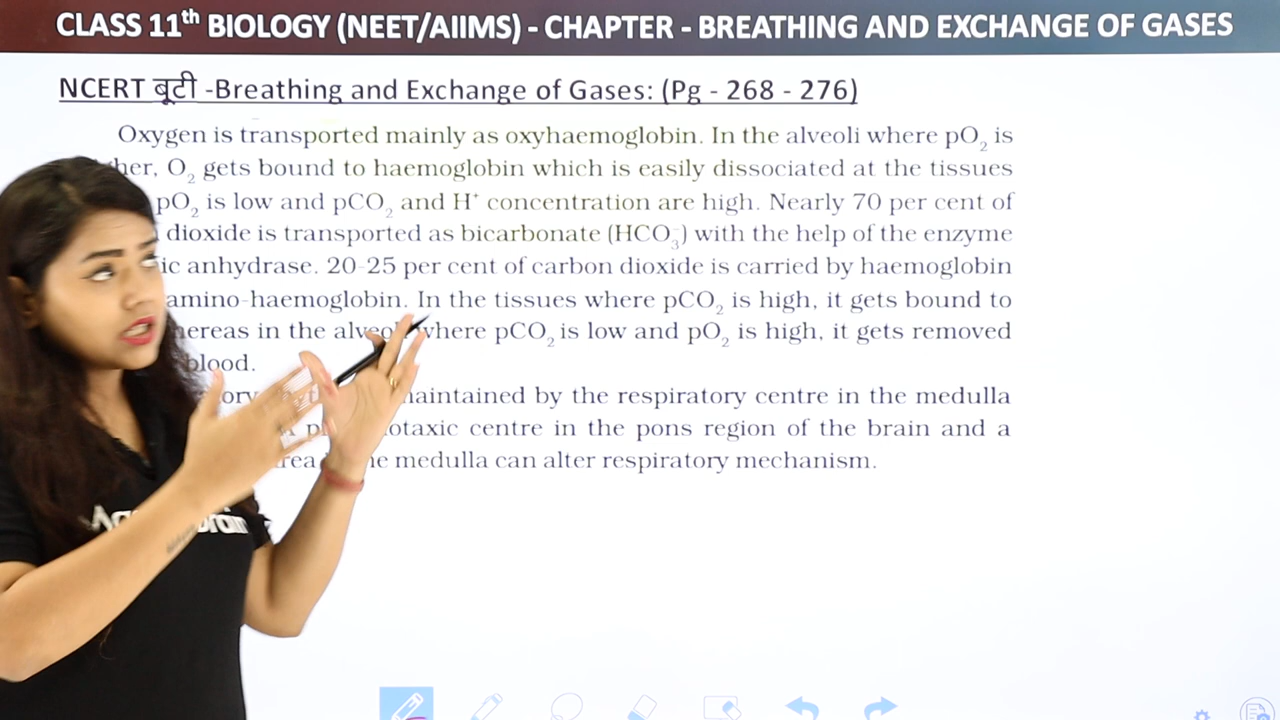 CLASS 11th BIOLOGY (NEET/AIIMS) - CHAPTER - BREATHING AND EXCHANGE OF GASES
NCERT बूटी -Breathing and Exchange of Gases: (Pg - 268 - 276)
Oxygen is transported mainly as oxyhaemoglobin. In the alveoli where pO₂ is
her, O₂ gets bound to haemoglobin which is easily dissociated at the tissues
pO₂ is low and pCO₂ and H⁺ concentration are high. Nearly 70 per cent of
dioxide is transported as bicarbonate (HCO₃⁻) with the help of the enzyme
ic anhydrase. 20-25 per cent of carbon dioxide is carried by haemoglobin
amino-haemoglobin. In the tissues where pCO₂ is high, it gets bound to
ereas in the alveoli where pCO₂ is low and pO₂ is high, it gets removed
blood.
ory maintained by the respiratory centre in the medulla
otaxic centre in the pons region of the brain and a
rea he medulla can alter respiratory mechanism.
brain